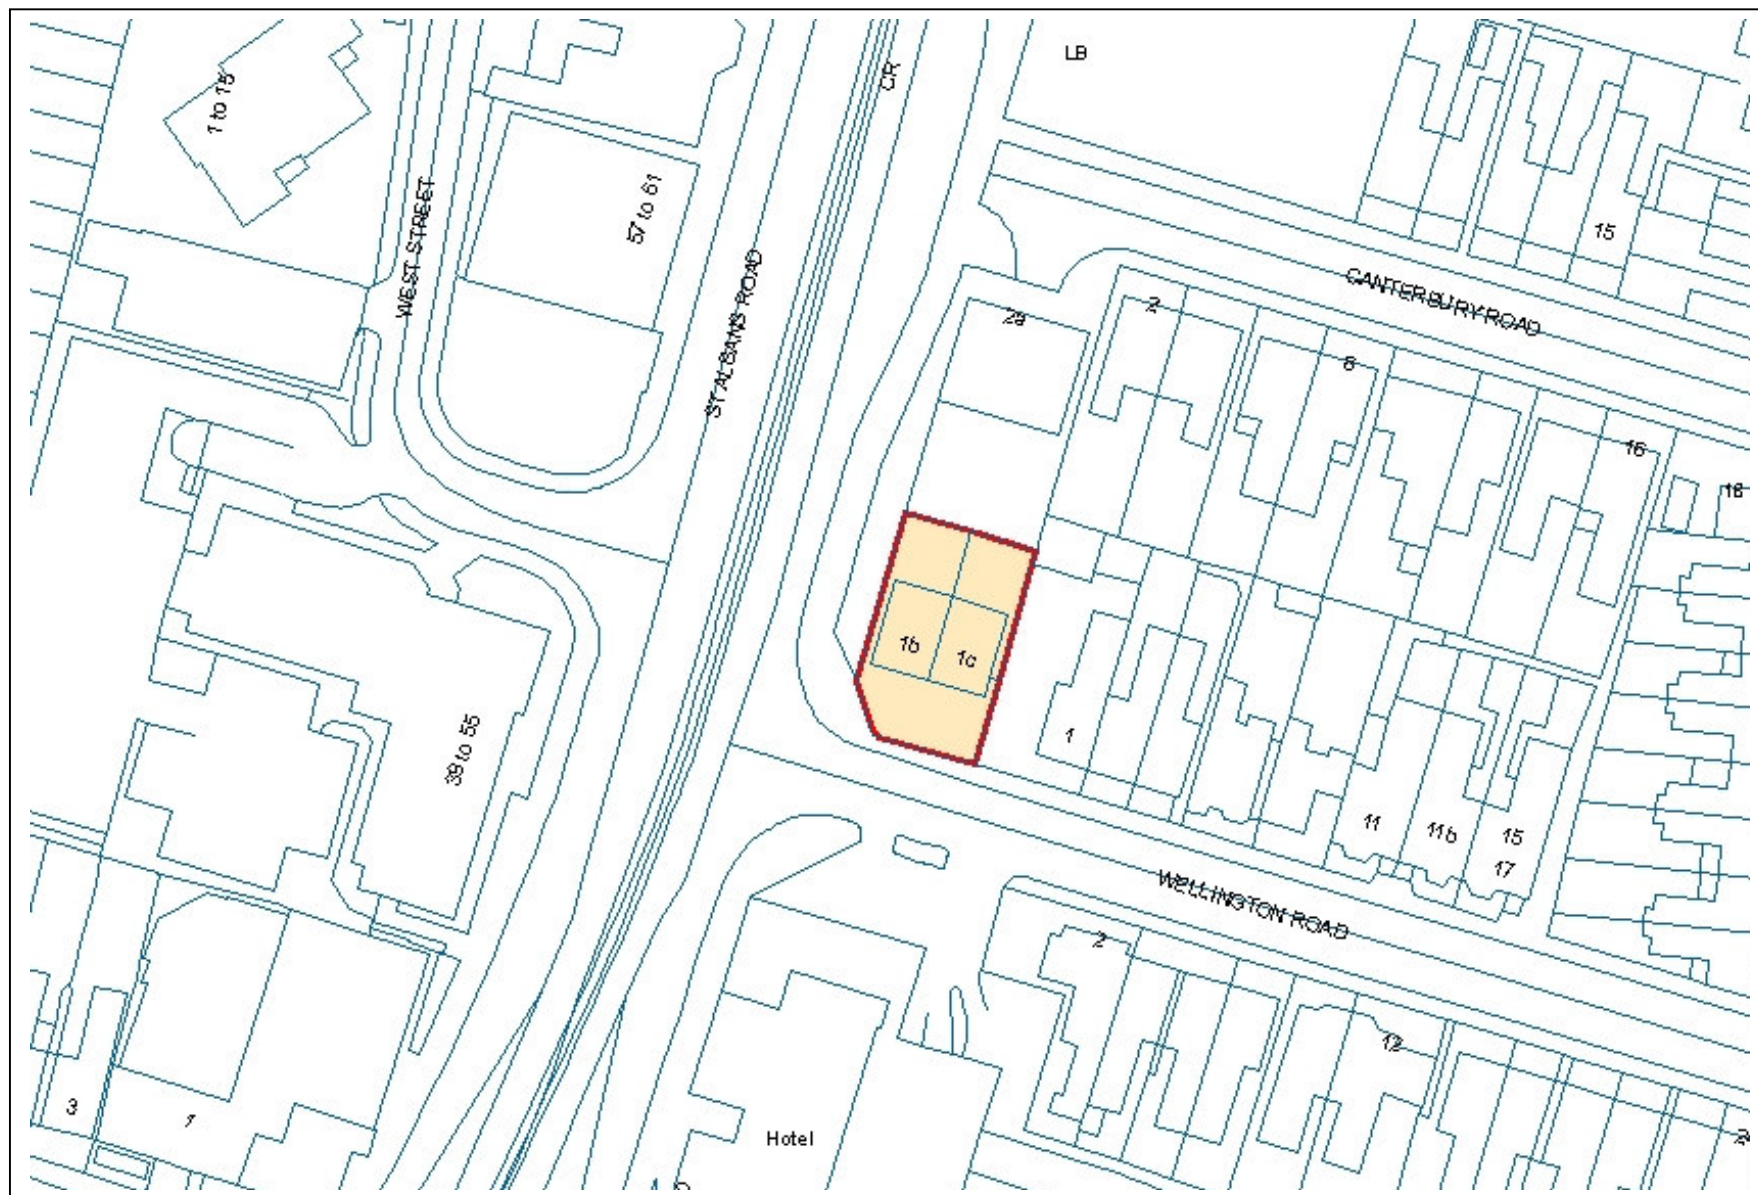 LB
CR
1 to 15
WEST STREET
57 to 61
15
ST ALBANS ROAD
CANTERBURY ROAD
2a
2
6
16
18
1b
1c
1
39 to 55
11
11b
15
17
WELLINGTON ROAD
2
12
3
1
Hotel